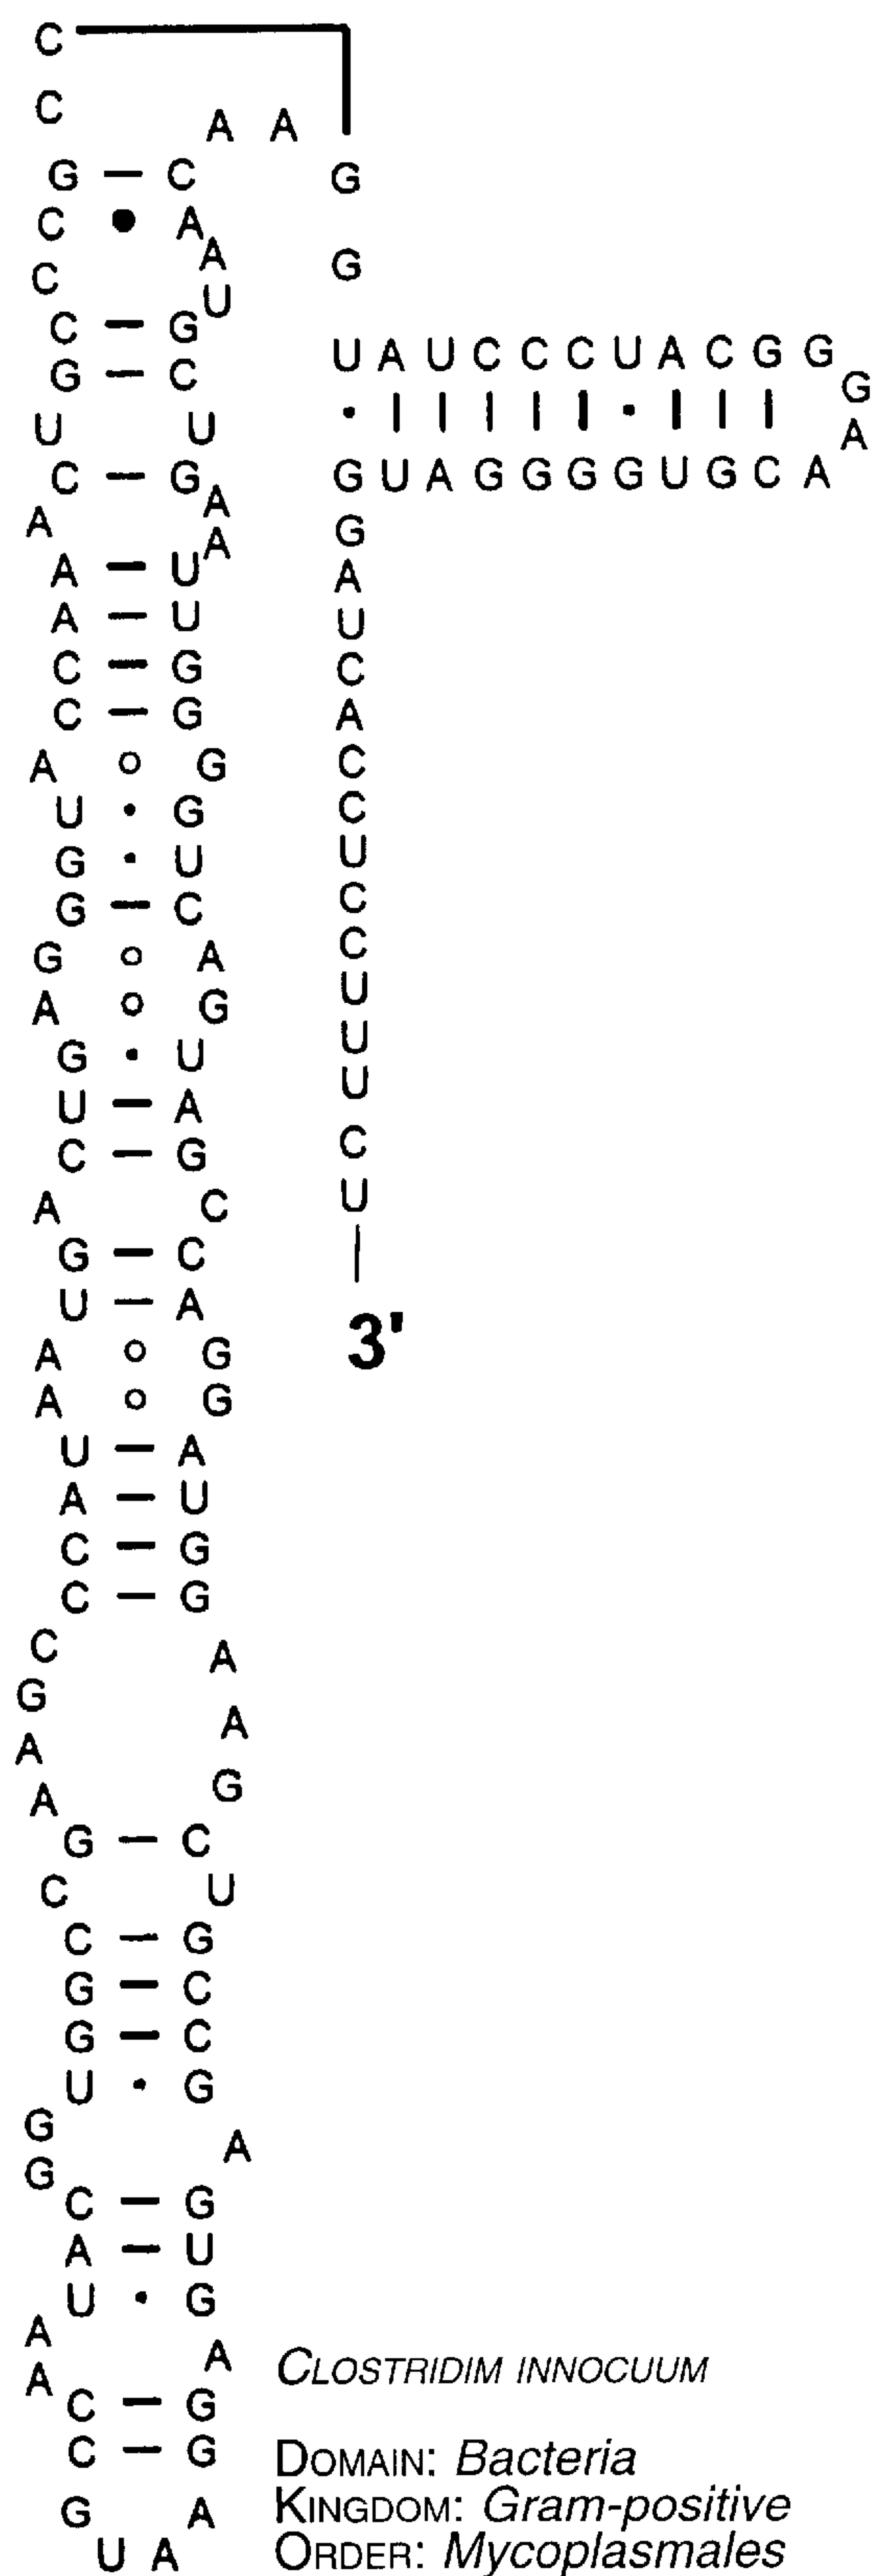 C
C
A A
G C G
C A
A
G
C
U
C G
U A U C C C U A C G G
G C
G
U U
A
C G G U A G G G G U G C A
A
A G
A
A U A
A U U
C G C
C G A
A G C
U G C
G U U
G C C
G A C
A G U
G U U
U A U
C G C
A C U
G C
U A
3'
A G
A G
U A
A U
C G
C G
C A
G
A A
A G
G C
C U
C G
G C
G C
U G
G
A
G
C G
A U
U G
A
A CLOSTRIDIM INNOCUUM
A
C G
C G DOMAIN: Bacteria
G A KINGDOM: Gram-positive
U A ORDER: Mycoplasmales